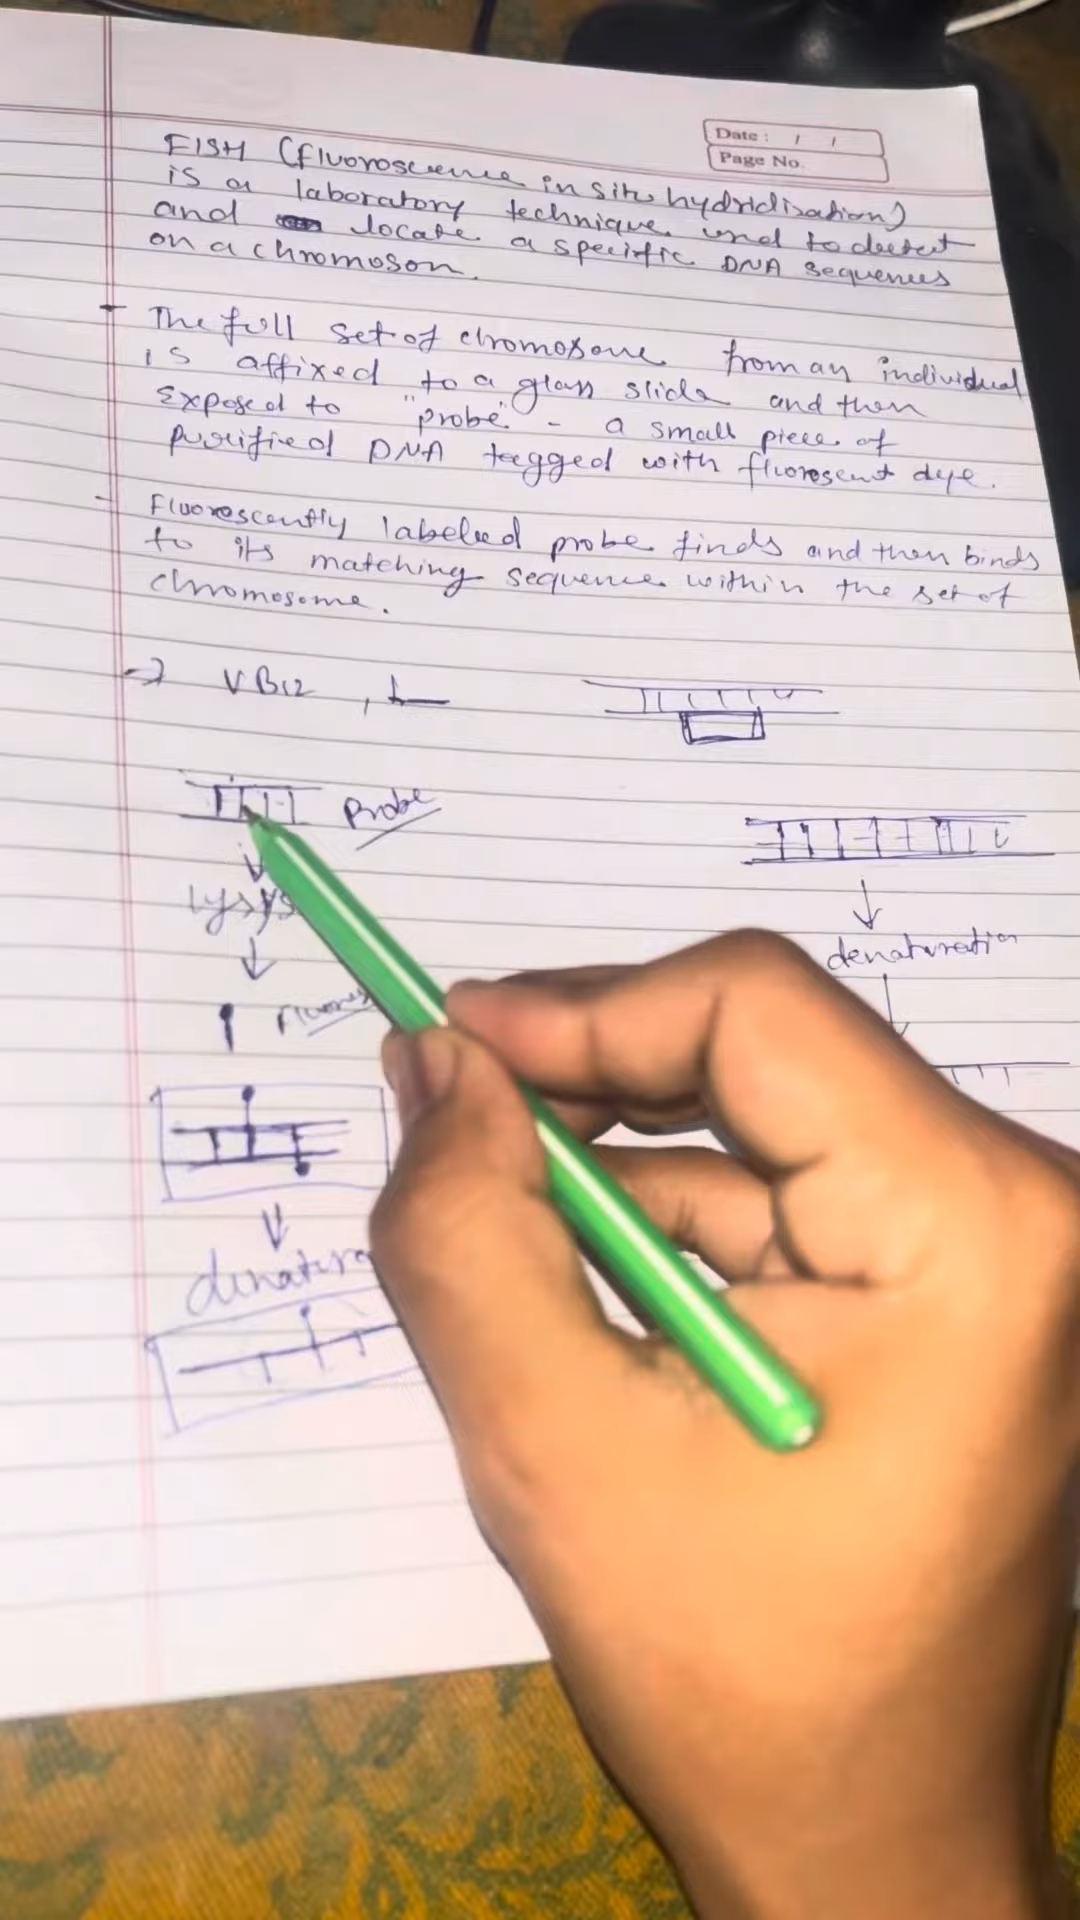 Date : / /
Page No.
FISH (Fluoroscence in situ hydridisation)
is a laboratory technique used to detect
and locate a specific DNA sequences
on a chromoson.
The full set of chromosome from an individual
is affixed to a glass slide and then
exposed to "probe" - a small piece of
purified DNA tagged with fluoresent dye.
- Fluorescently labeled probe finds and then binds
to its matching sequence within the set of
chromosome.
→ VB12 ,
Probe
denaturation